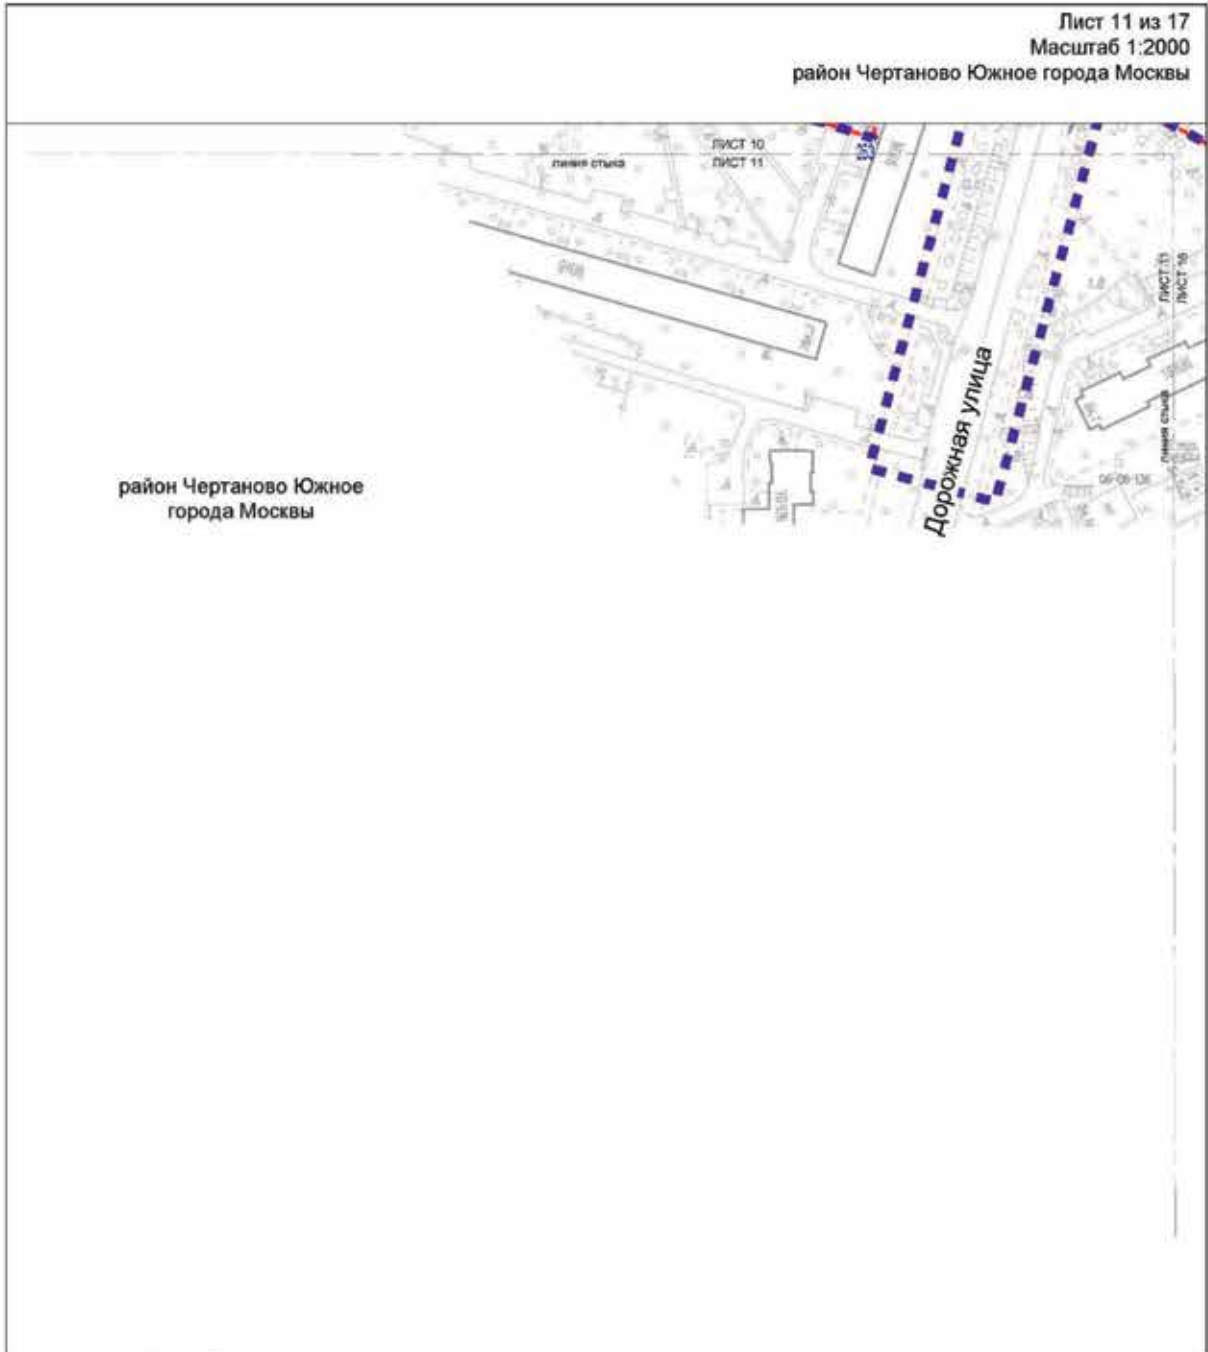 Лист 11 из 17
Масштаб 1:2000
район Чертаново Южное города Москвы
ЛИСТ 10
линия стыка
ЛИСТ 11
ЛИСТ 11
ЛИСТ 16
линия стыка
Дорожная улица
район Чертаново Южное
города Москвы